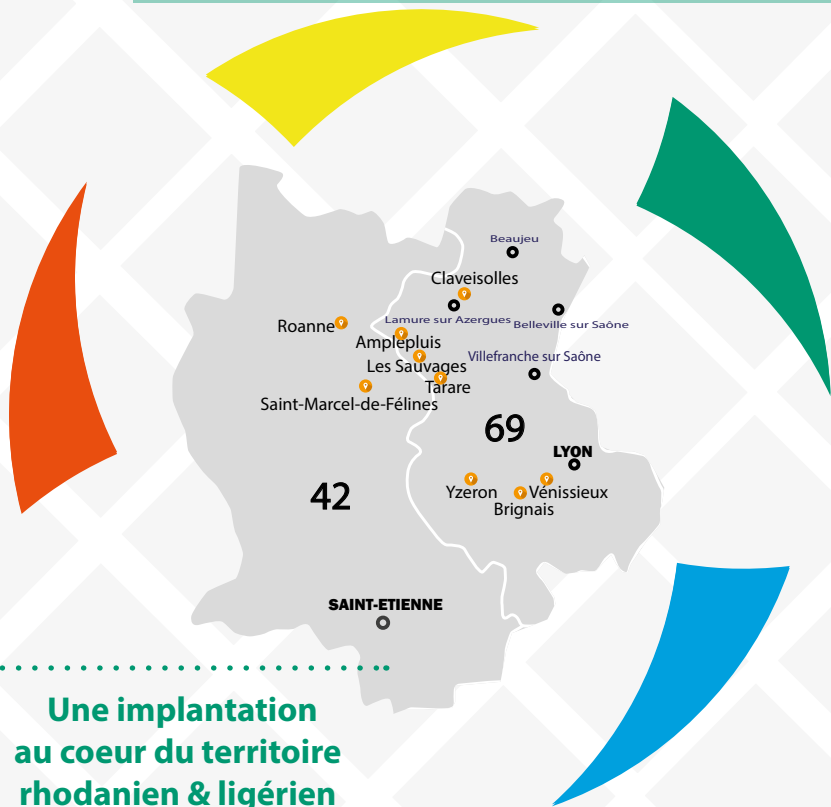 Beaujeu
Claveisolles
Lamure sur Azergues
Belleville sur Saône
Roanne
Amplepluis
Les Sauvages
Villefranche sur Saône
Tarare
Saint-Marcel-de-Félines
69
LYON
42
Yzeron
Vénissieux
Brignais
SAINT-ETIENNE
Une implantation
au coeur du territoire
rhodanien & ligérien